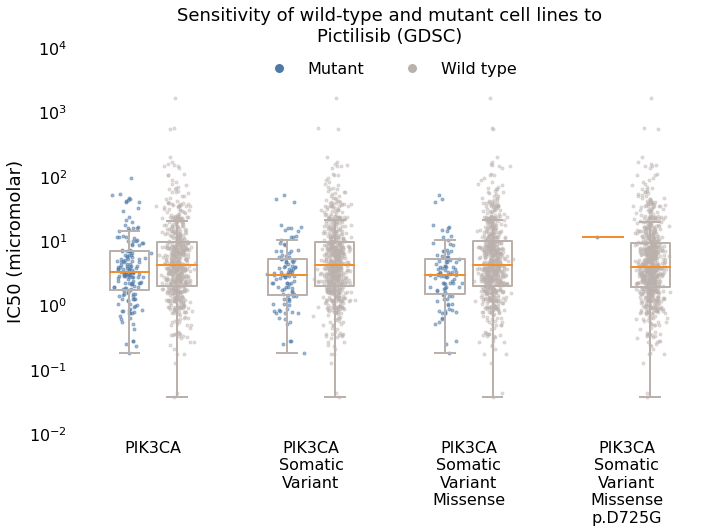 Sensitivity of wild-type and mutant cell lines to
Pictilisib (GDSC)
Mutant
Wild type
IC50 (micromolar)
10⁴
10³
10²
10¹
10⁰
10⁻¹
10⁻²
PIK3CA
PIK3CA
Somatic
Variant
PIK3CA
Somatic
Variant
Missense
PIK3CA
Somatic
Variant
Missense
p.D725G